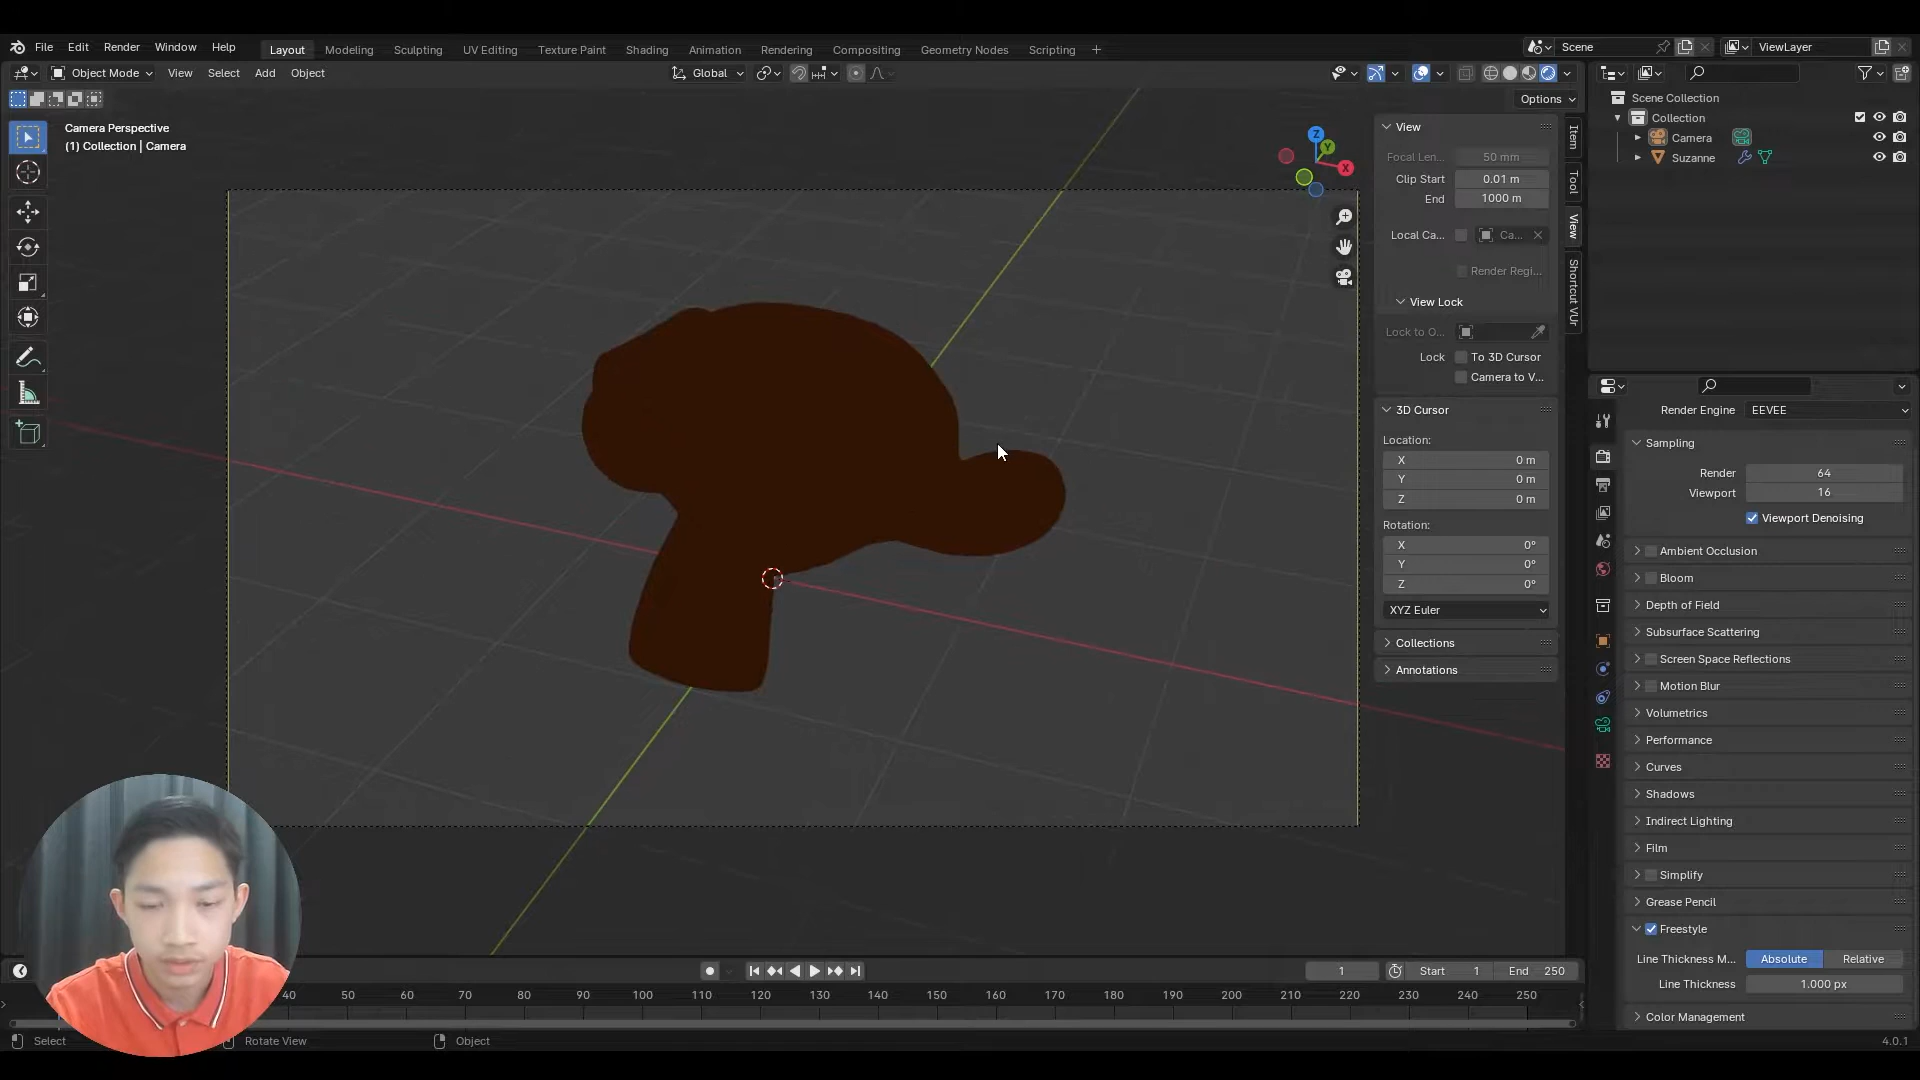 File Edit Render Window Help Layout Modeling Sculpting UV Editing Texture Paint Shading Animation Rendering Compositing Geometry Nodes Scripting + Scene ViewLayer
Object Mode View Select Add Object Global
Options
Camera Perspective
(1) Collection | Camera
Z
Y
X
View
Focal Len... 50 mm
Clip Start 0.01 m
End 1000 m
Local Ca... Ca...
Render Regi...
View Lock
Lock to O...
Lock To 3D Cursor
Camera to V...
3D Cursor
Location:
X 0 m
Y 0 m
Z 0 m
Rotation:
X 0°
Y 0°
Z 0°
XYZ Euler
Collections
Annotations
Item
Tool
View
Shortcut VUr
Scene Collection
Collection
Camera
Suzanne
Render Engine EEVEE
Sampling
Render 64
Viewport 16
Viewport Denoising
Ambient Occlusion
Bloom
Depth of Field
Subsurface Scattering
Screen Space Reflections
Motion Blur
Volumetrics
Performance
Curves
Shadows
Indirect Lighting
Film
Simplify
Grease Pencil
Freestyle
Line Thickness M... Absolute Relative
Line Thickness 1.000 px
Color Management
1 Start 1 End 250
40 50 60 70 80 90 100 110 120 130 140 150 160 170 180 190 200 210 220 230 240 250
Select Rotate View Object 4.0.1